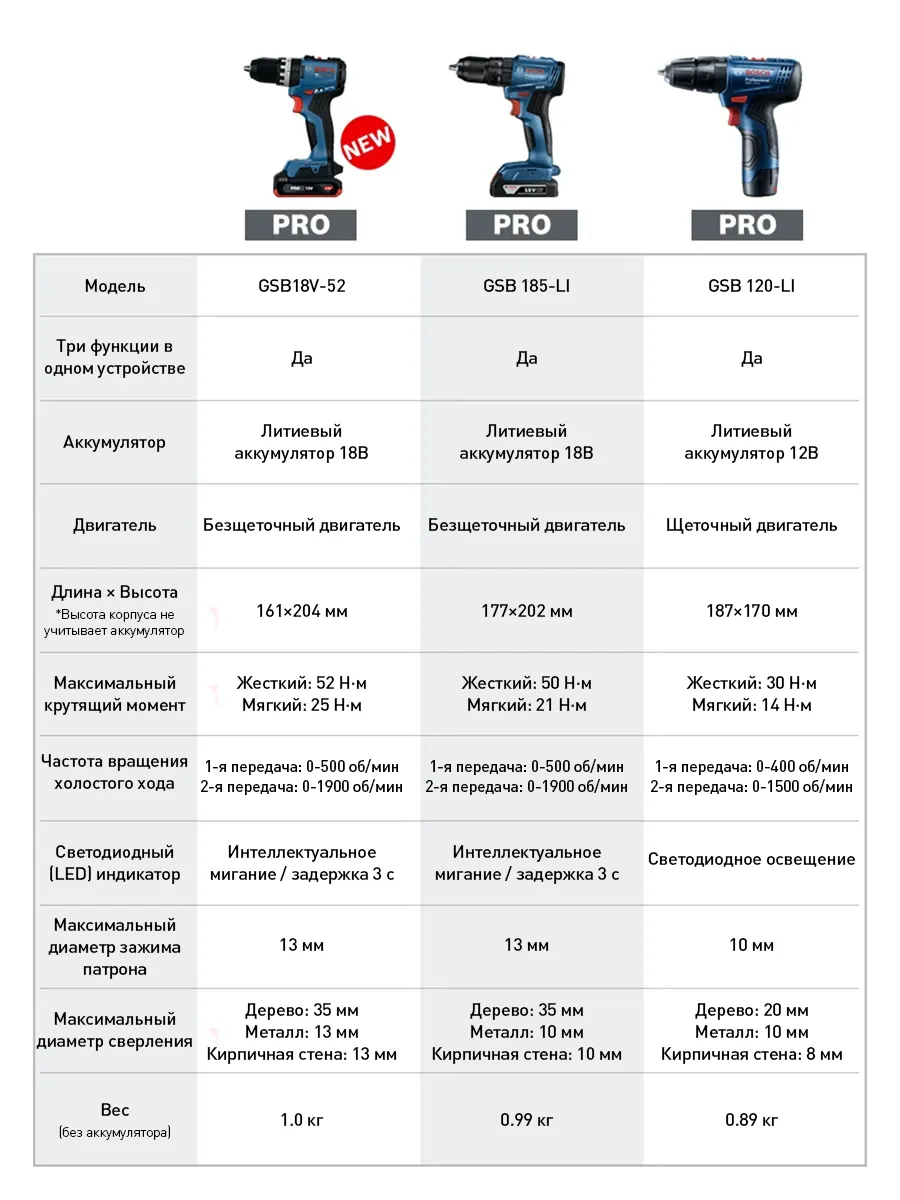 NEW
PRO
PRO
PRO
BOSCH
18V
BOSCH
Professional
Модель
GSB18V-52
GSB 185-LI
GSB 120-LI
Три функции в
одном устройстве
Да
Да
Да
Аккумулятор
Литиевый
аккумулятор 18В
Литиевый
аккумулятор 18В
Литиевый
аккумулятор 12В
Двигатель
Безщеточный двигатель
Безщеточный двигатель
Щеточный двигатель
Длина × Высота
*Высота корпуса не
учитывает аккумулятор
161×204 мм
177×202 мм
187×170 мм
Максимальный
крутящий момент
Жесткий: 52 Н·м
Мягкий: 25 Н·м
Жесткий: 50 Н·м
Мягкий: 21 Н·м
Жесткий: 30 Н·м
Мягкий: 14 Н·м
Частота вращения
холостого хода
1-я передача: 0-500 об/мин
2-я передача: 0-1900 об/мин
1-я передача: 0-500 об/мин
2-я передача: 0-1900 об/мин
1-я передача: 0-400 об/мин
2-я передача: 0-1500 об/мин
Светодиодный
(LED) индикатор
Интеллектуальное
мигание / задержка 3 с
Интеллектуальное
мигание / задержка 3 с
Светодиодное освещение
Максимальный
диаметр зажима
патрона
13 мм
13 мм
10 мм
Максимальный
диаметр сверления
Дерево: 35 мм
Металл: 13 мм
Кирпичная стена: 13 мм
Дерево: 35 мм
Металл: 10 мм
Кирпичная стена: 10 мм
Дерево: 20 мм
Металл: 10 мм
Кирпичная стена: 8 мм
Вес
(без аккумулятора)
1.0 кг
0.99 кг
0.89 кг